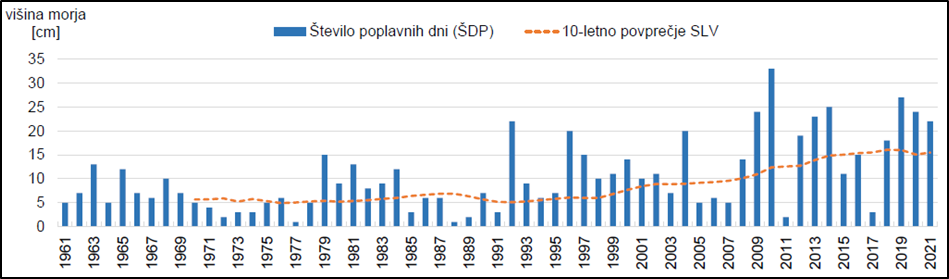 višina morja
[cm]
Število poplavnih dni (ŠDP) 10-letno povprečje SLV
35
30
25
20
15
10
5
0
1961 1963 1965 1967 1969 1971 1973 1975 1977 1979 1981 1983 1985 1987 1989 1991 1993 1995 1997 1999 2001 2003 2005 2007 2009 2011 2013 2015 2017 2019 2021